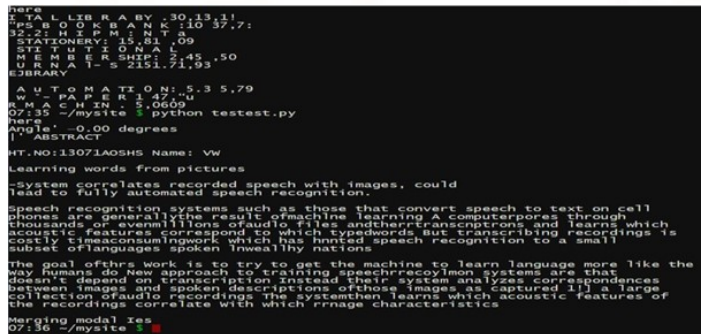 here
I TAL LIB R A BY .30,13,1!
"PS B O O K B A N K :10 37,7:
32.2: H I P M : N T a
STATIONERY: 15,81 ,09
STI T U T I O N A L
M E M B E R SHIP: 2,45 ,50
U R N A l- S 2151.71,93
EJBRARY
A U T O M A TI O N: 5.3 5,79
w "- P A P E R 1 47,"u
R M A C H I N . 5,0609
07:35 ~/mysite $ python testest.py
here
Angle' -0.00 degrees
|' ABSTRACT
HT.NO:13071AOSHS Name: VW
Learning words from pictures
-System correlates recorded speech with images, could
lead to fully automated speech recognition.
Speech recognition systems such as those that convert speech to text on cell
phones are generallythe result ofmachlne learning A computerpores through
thousands or evenmlllions ofaudlo files andtherrtranscnptrons and learns which
acoustic features correspond to which typedwords But transcribing recordings is
costly timeaconsumlngwork which has hnnted speech recognition to a small
subset oflanguages spoken lnwealhy nations
The goal ofthrs Work is to try to get the machine to learn language more like the
Way humans do New approach to training speechrrecoylmon systems are that
doesn't depend on transcription Instead their system analyzes correspondences
between images and spoken descriptions ofthose images as captured 1!] a large
collection ofaudlo recordings The systemthen learns which acoustic features of
the recordings correlate With which rrnage characteristics
Merging modal Ies
07:36 ~/mysite $